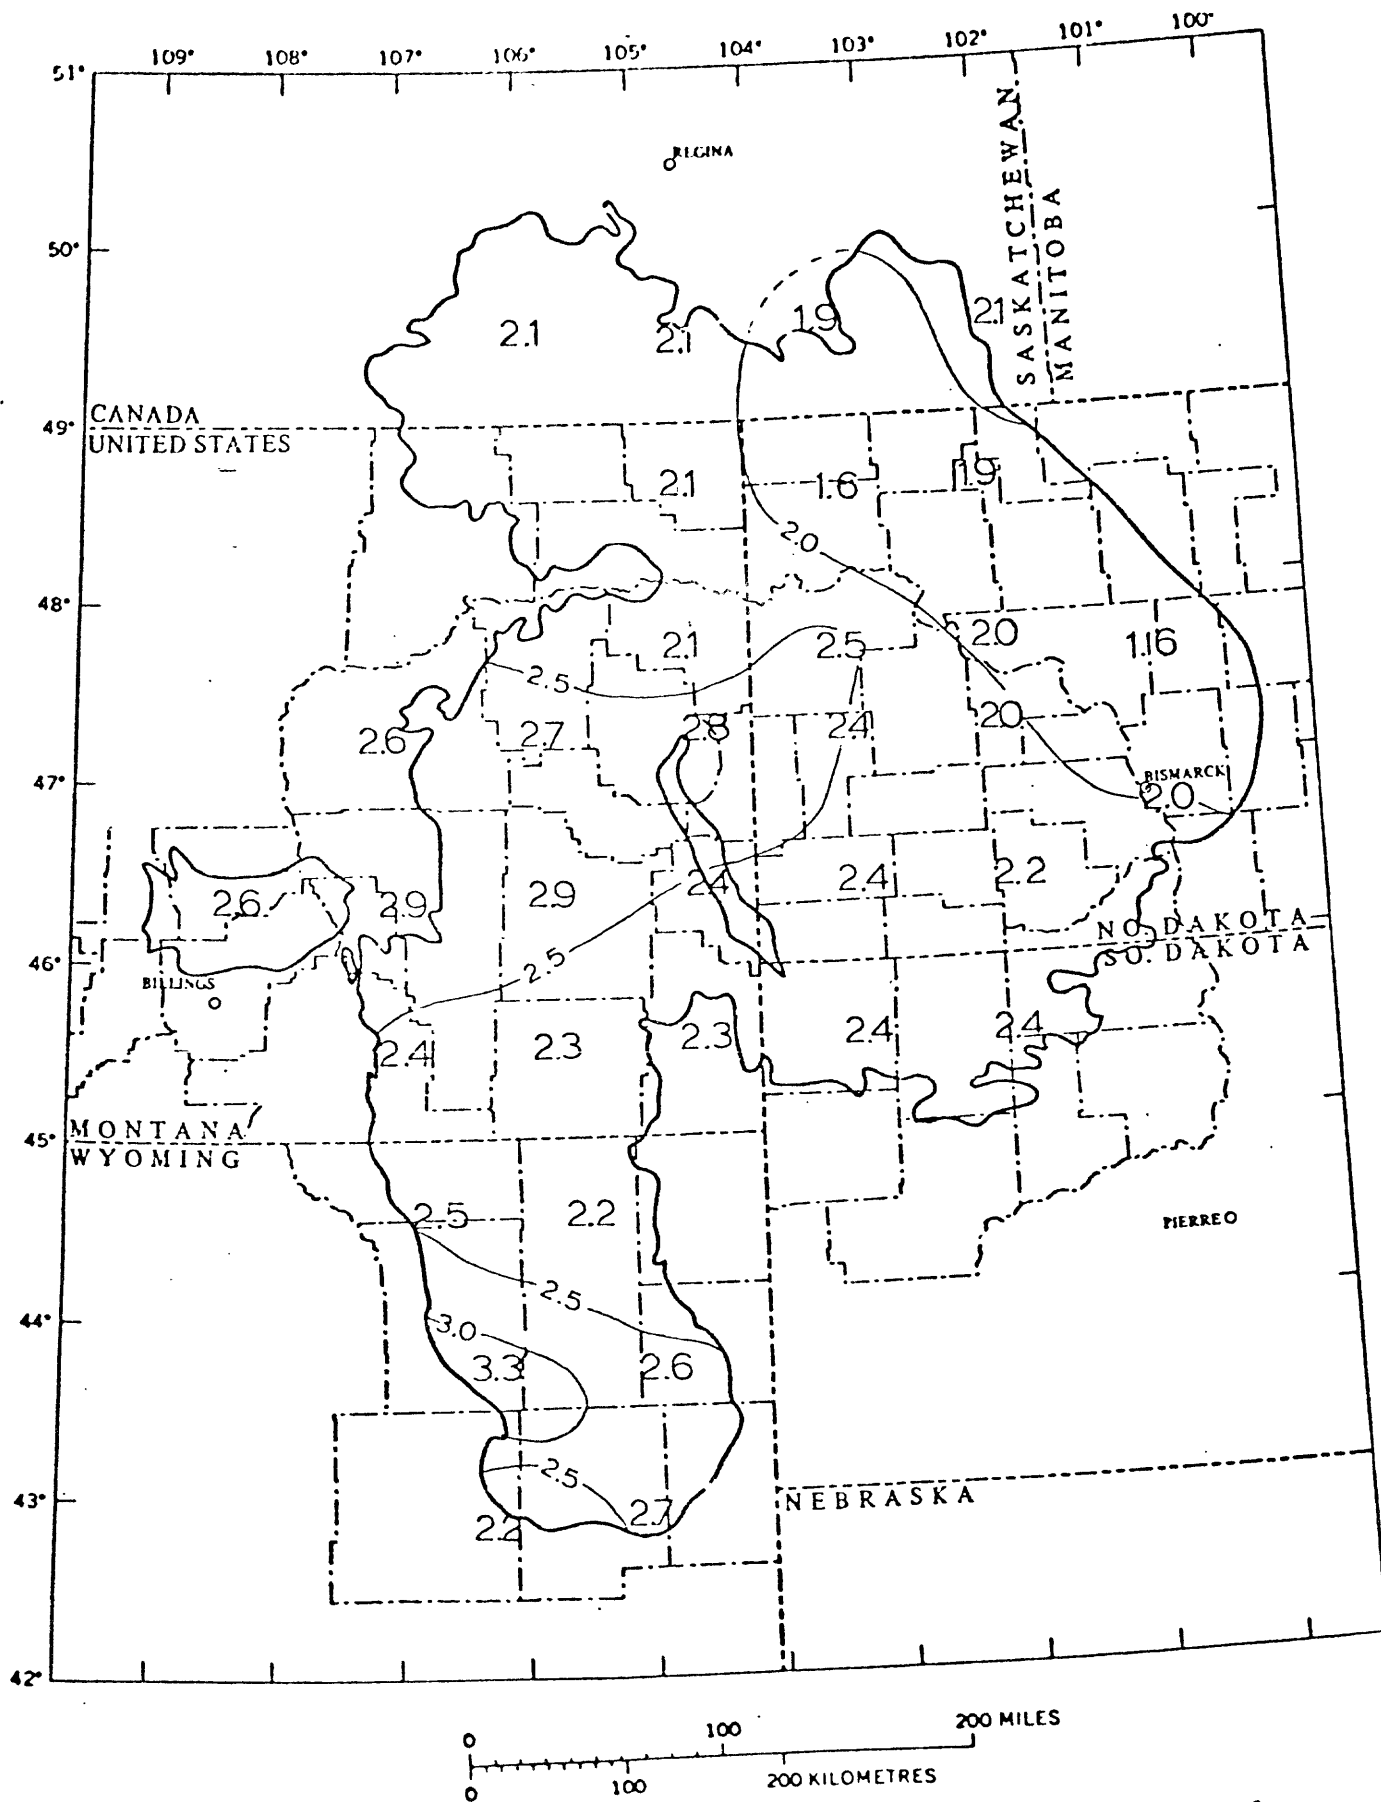 109° 108° 107° 106° 105° 104° 103° 102° 101° 100°
51°
REGINA
SASKATCHEWAN
MANITOBA
50°
2.1 2.1 1.9 2.1
CANADA
49°
UNITED STATES
2.1 1.6 1.9
2.0
48°
2.1 2.5 2.0 1.6
2.5
2.6 2.7 2.8 2.4 2.0
47°
BISMARCK
2.0
2.6 2.9 2.9 2.4 2.4 2.2
NO. DAKOTA
SO. DAKOTA
46°
2.5
BILLINGS
2.4 2.3 2.3 2.4 2.4
45°
MONTANA
WYOMING
2.5 2.2
PIERRE
2.5
44°
3.0
3.3 2.6
2.5
43°
NEBRASKA
2.2 2.7
42°
0 100 200 MILES
0 100 200 KILOMETRES